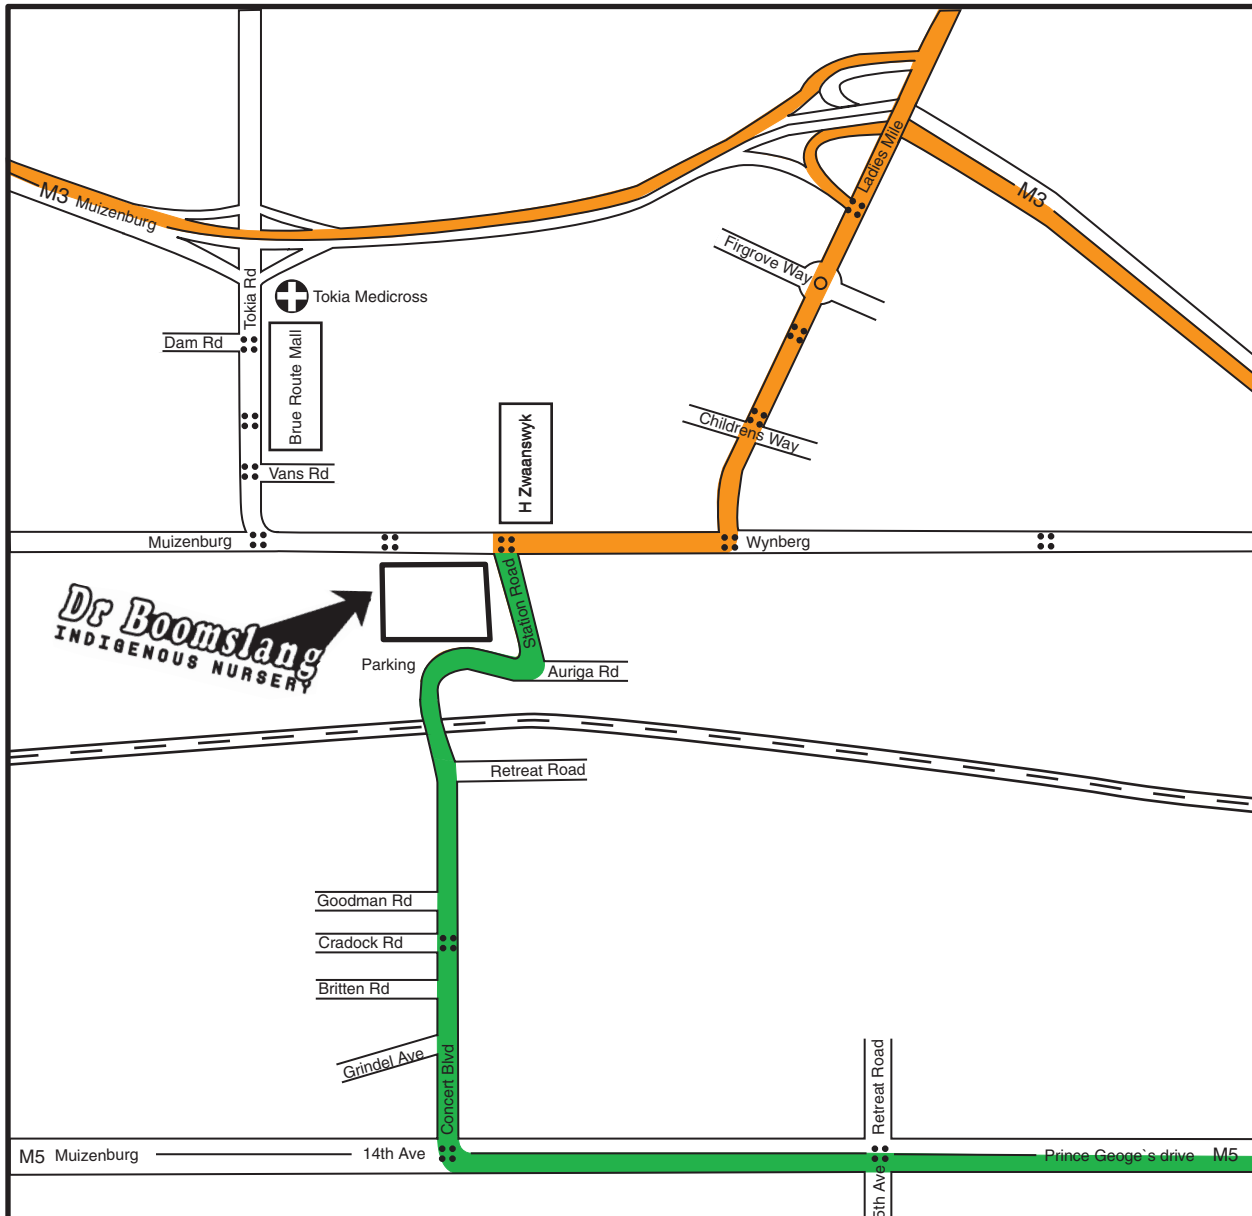 Ladies Mile
M3 Muizenburg
M3
Firgrove Way
Tokia Rd
Tokia Medicross
Dam Rd
Brue Route Mall
Childrens Way
H Zwaanswyk
Vans Rd
Muizenburg
Wynberg
Dr Boomslang
INDIGENOUS NURSERY
Station Road
Parking
Auriga Rd
Retreat Road
Goodman Rd
Cradock Rd
Britten Rd
Grindel Ave
Concert Blvd
Retreat Road
M5 Muizenburg
14th Ave
Prince Geoge`s drive M5
5th Ave